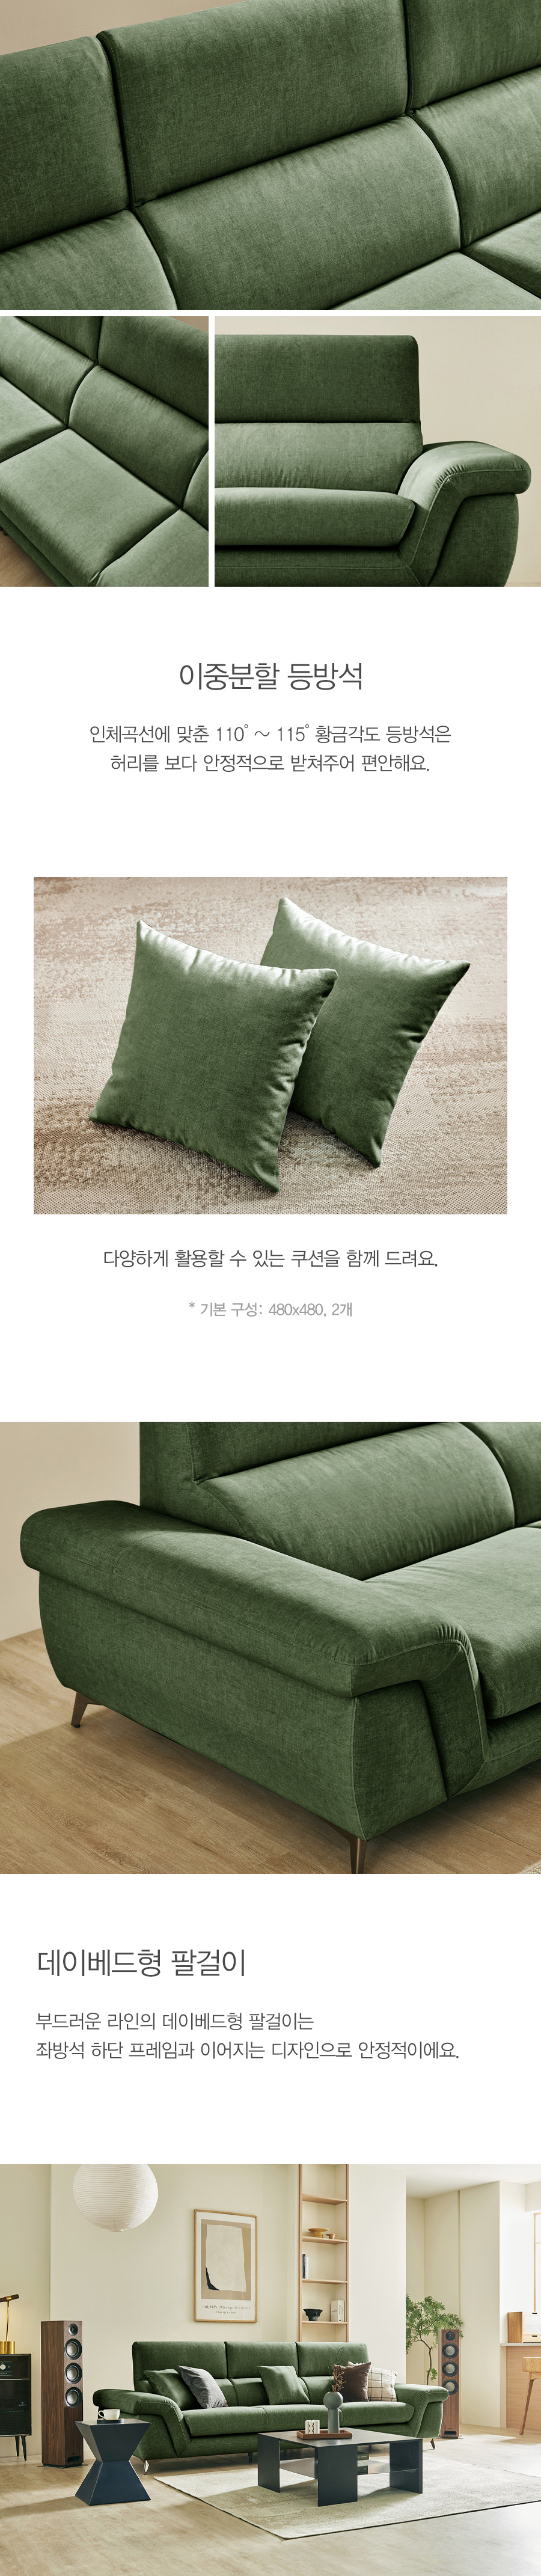 이중분할 등방석
인체곡선에 맞춘 110° ~ 115° 황금각도 등방석은
허리를 보다 안정적으로 받쳐주어 편안해요.
다양하게 활용할 수 있는 쿠션을 함께 드려요.
* 기본 구성: 480x480, 2개
데이베드형 팔걸이
부드러운 라인의 데이베드형 팔걸이는
좌방석 하단 프레임과 이어지는 디자인으로 안정적이에요.